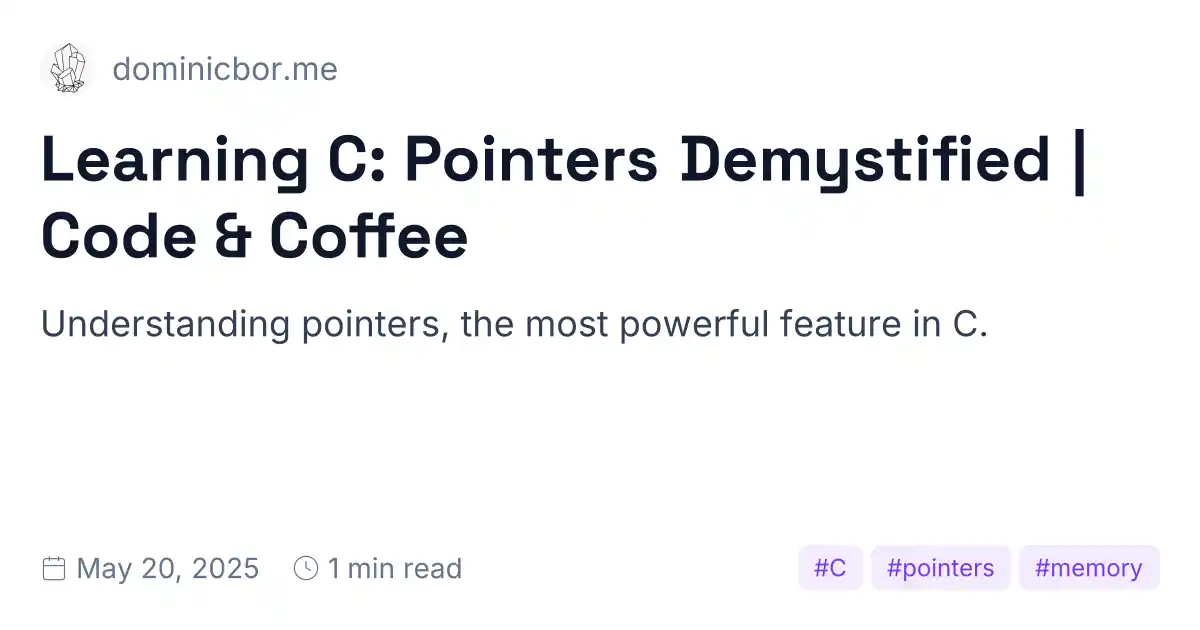 dominicbor.me
Learning C: Pointers Demystified |
Code & Coffee
Understanding pointers, the most powerful feature in C.
May 20, 2025 1 min read #C #pointers #memory